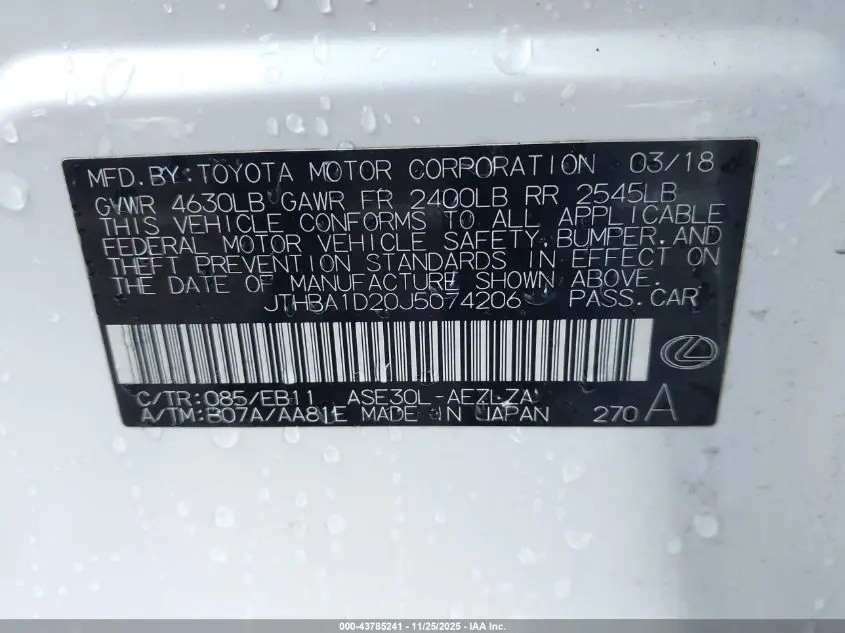 MFD.BY:TOYOTA MOTOR CORPORATION 03/18
GVWR 4630LB GAWR FR 2400LB RR 2545LB
THIS VEHICLE CONFORMS TO ALL APPLICABLE
FEDERAL MOTOR VEHICLE SAFETY,BUMPER,AND
THEFT PREVENTION STANDARDS IN EFFECT ON
THE DATE OF MANUFACTURE SHOWN ABOVE.
JTHBA1D20J5074206 PASS.CAR
C/TR:085/EB11 ASE30L-AEZLZA
A/TM:B07A/AA81E MADE IN JAPAN 270 A
000-43785241 - 11/25/2025 - IAA Inc.